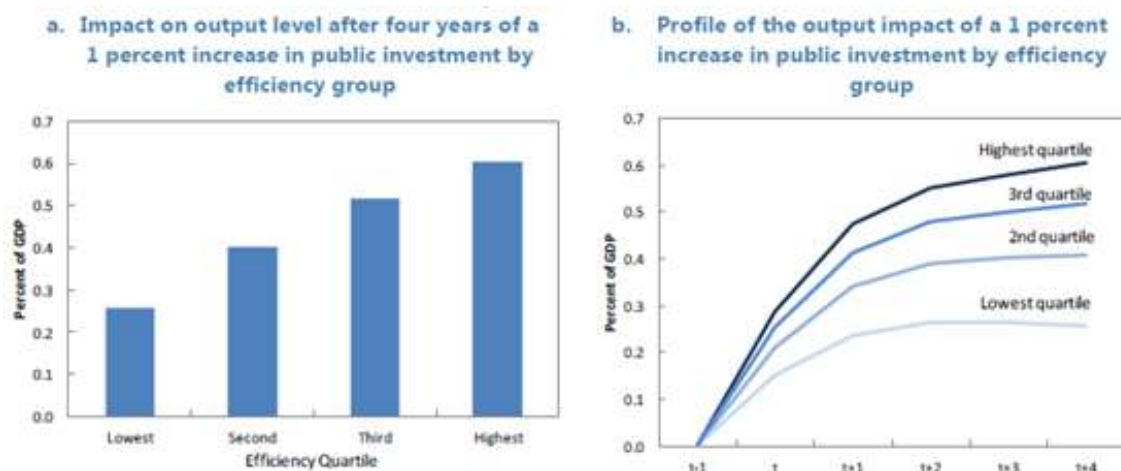 a. Impact on output level after four years of a
1 percent increase in public investment by
efficiency group
0.7
0.6
0.5
0.4
0.3
0.2
0.1
0.0
Percent of GDP
Lowest Second Third Highest
Efficiency Quartile
b. Profile of the output impact of a 1 percent
increase in public investment by efficiency
group
0.7
0.6
0.5
0.4
0.3
0.2
0.1
0.0
Percent of GDP
Highest quartile
3rd quartile
2nd quartile
Lowest quartile
t-1 t t+1 t+2 t+3 t+4